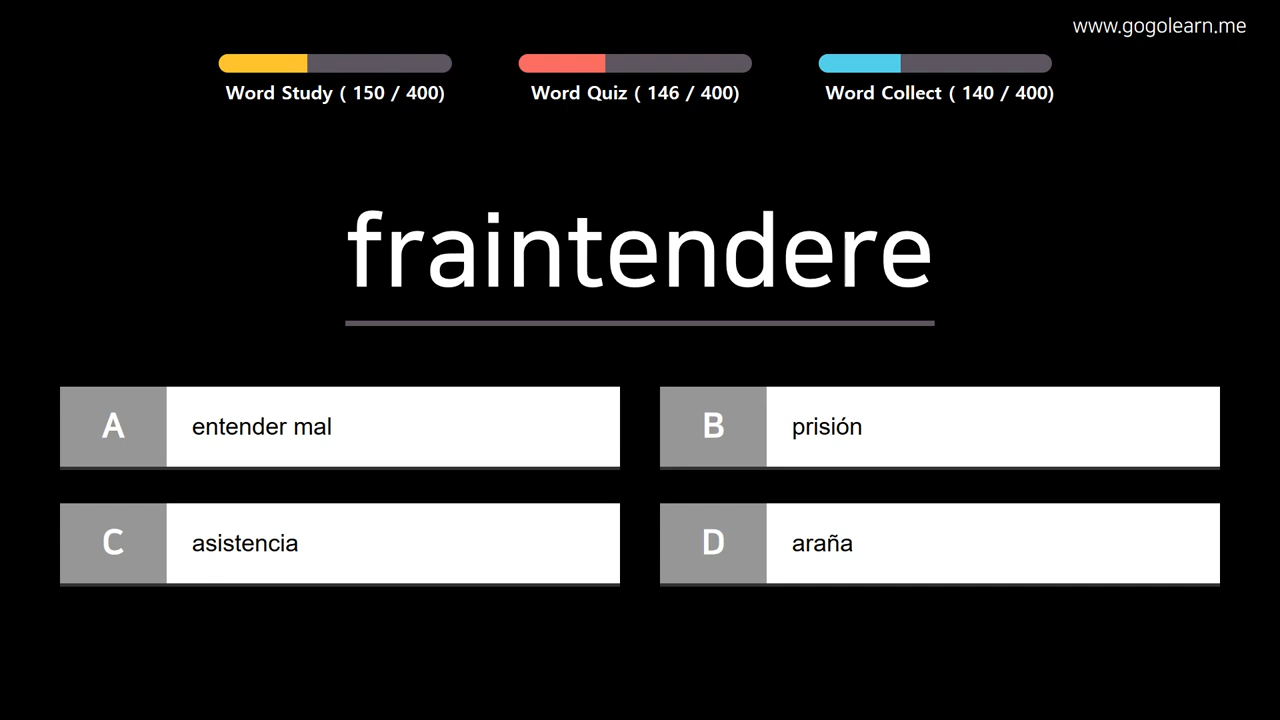 www.gogolearn.me
Word Study ( 150 / 400)
Word Quiz ( 146 / 400)
Word Collect ( 140 / 400)
fraintendere
A entender mal
B prisión
C asistencia
D araña